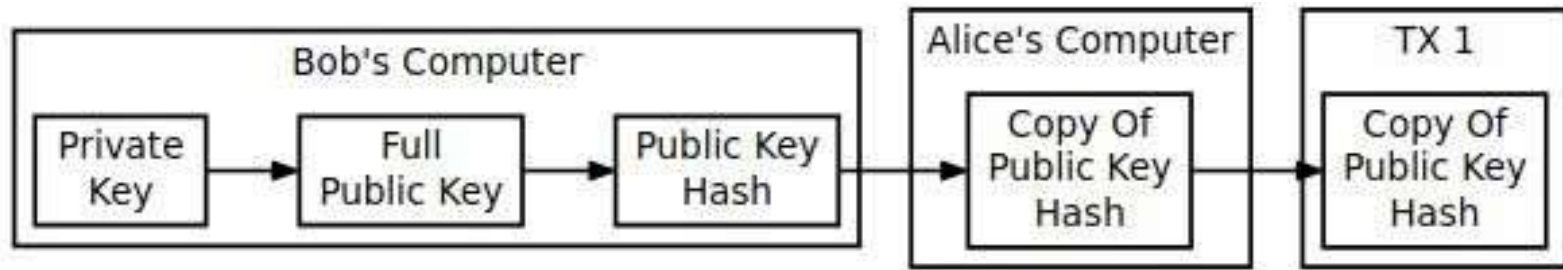 Bob's Computer
Private
Key
Full
Public Key
Public Key
Hash
Alice's Computer
Copy Of
Public Key
Hash
TX 1
Copy Of
Public Key
Hash